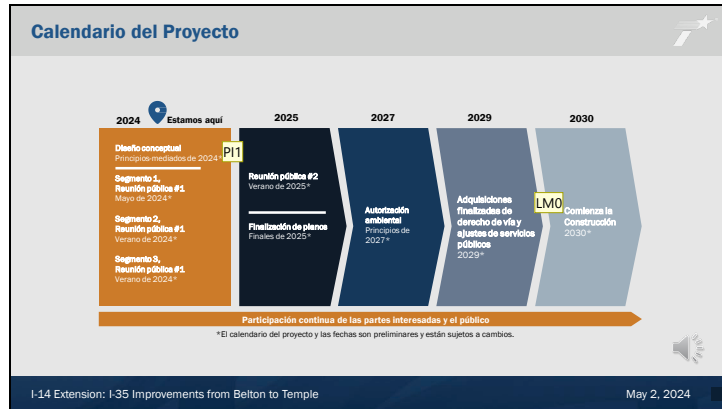 Calendario del Proyecto
2024
Estamos aquí
2025
2027
2029
2030
Diseño conceptual
Principios-mediados de 2024*
PI1
Segmento 1,
Reunión pública #1
Mayo de 2024*
Segmento 2,
Reunión pública #1
Verano de 2024*
Segmento 3,
Reunión pública #1
Verano de 2024*
Reunión pública #2
Verano de 2025*
Finalización de planos
Finales de 2025*
Autorización
ambiental
Principios de
2027*
Adquisiciones
finalizadas de
derecho de vía y
ajustes de servicios
públicos
2029*
LM0
Comienza la
Construcción
2030*
Participación continua de las partes interesadas y el público
*El calendario del proyecto y las fechas son preliminares y están sujetos a cambios.
I-14 Extension: I-35 Improvements from Belton to Temple
May 2, 2024